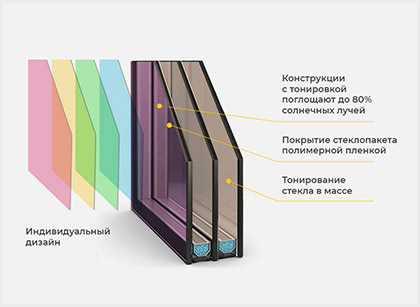 Конструкции
с тонировкой
поглощают до 80%
солнечных лучей
Покрытие стеклопакета
полимерной пленкой
Тонирование
стекла в массе
Индивидуальный
дизайн